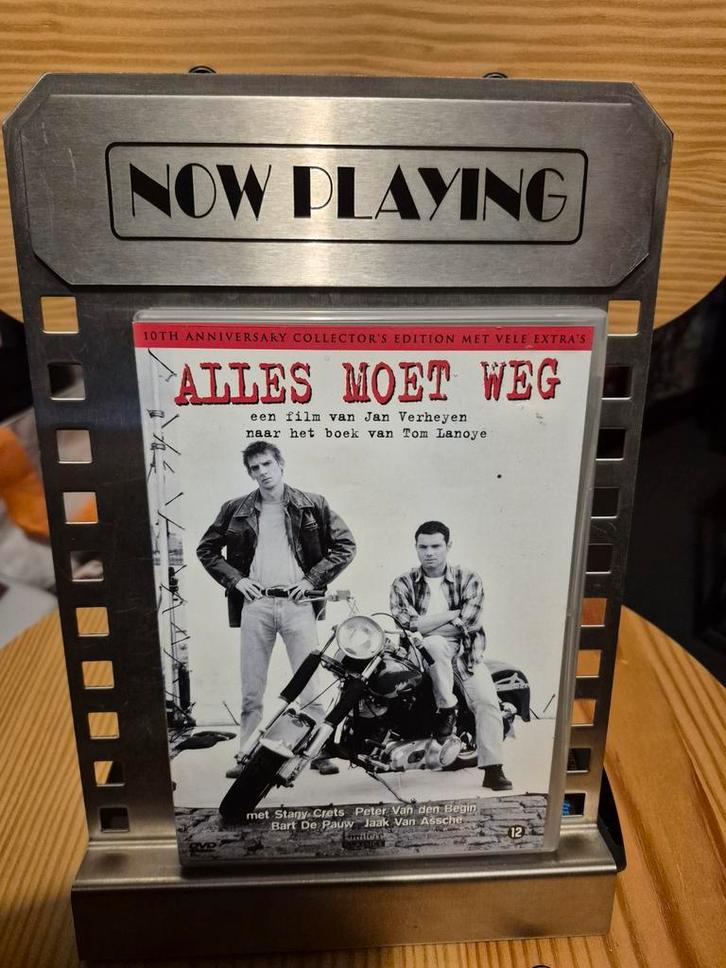 NOW PLAYING
10TH ANNIVERSARY COLLECTOR'S EDITION MET VELE EXTRA'S
ALLES MOET WEG
een film van Jan Verheyen
naar het boek van Tom Lanoye
met Stany Crets Peter Van den Begin
Bart De Pauw Jaak Van Assche
12
DVD